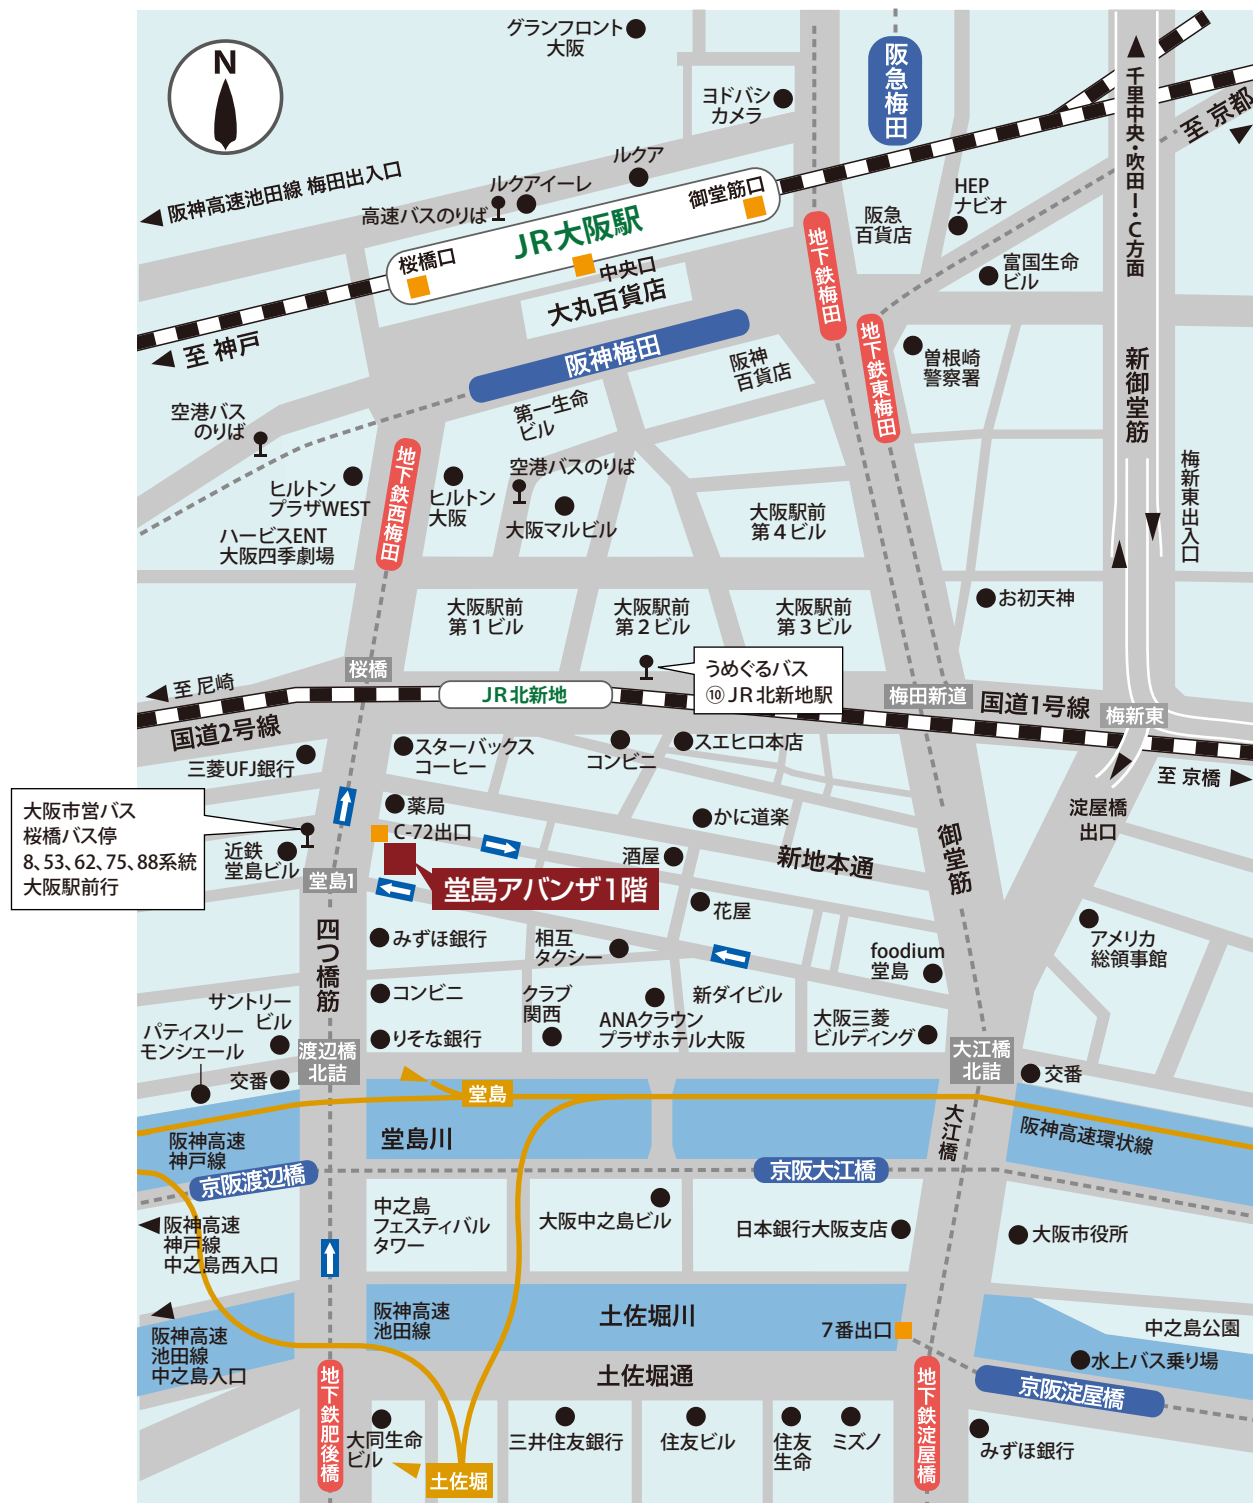 グランフロント
大阪
N
阪急梅田
千里中央・吹田I・C方面
至 京都
ヨドバシ
カメラ
ルクア
ルクアイーレ
高速バスのりば
阪神高速池田線 梅田出入口
御堂筋口
JR大阪駅
桜橋口
中央口
大丸百貨店
HEP
ナビオ
阪急
百貨店
富国生命
ビル
地下鉄梅田
地下鉄東梅田
至 神戸
阪神梅田
阪神
百貨店
曽根崎
警察署
新御堂筋
梅新東出入口
空港バス
のりば
第一生命
ビル
空港バスのりば
地下鉄西梅田
ヒルトン
プラザWEST
ヒルトン
大阪
大阪マルビル
大阪駅前
第4ビル
ハービスENT
大阪四季劇場
お初天神
大阪駅前
第1ビル
大阪駅前
第2ビル
大阪駅前
第3ビル
桜橋
うめぐるバス
⑩JR北新地駅
至 尼崎
JR北新地
梅田新道
国道1号線
梅新東
国道2号線
三菱UFJ銀行
スターバックス
コーヒー
コンビニ
スエヒロ本店
至 京橋
淀屋橋
出口
大阪市営バス
桜橋バス停
8、53、62、75、88系統
大阪駅前行
薬局
C-72出口
かに道楽
近鉄
堂島ビル
酒屋
新地本通
御堂筋
堂島1
堂島アバンザ1階
花屋
四つ橋筋
みずほ銀行
相互
タクシー
foodium
堂島
アメリカ
総領事館
サントリー
ビル
コンビニ
クラブ
関西
新ダイビル
パティスリー
モンシェール
りそな銀行
ANAクラウン
プラザホテル大阪
大阪三菱
ビルディング
渡辺橋
北詰
大江橋
北詰
交番
交番
堂島
大江橋
堂島川
阪神高速環状線
阪神高速
神戸線
京阪渡辺橋
京阪大江橋
阪神高速
神戸線
中之島西入口
中之島
フェスティバル
タワー
大阪中之島ビル
日本銀行大阪支店
大阪市役所
阪神高速
池田線
中之島入口
阪神高速
池田線
土佐堀川
7番出口
中之島公園
水上バス乗り場
土佐堀通
京阪淀屋橋
地下鉄肥後橋
地下鉄淀屋橋
大同生命
ビル
三井住友銀行
住友ビル
住友
生命
ミズノ
みずほ銀行
土佐堀